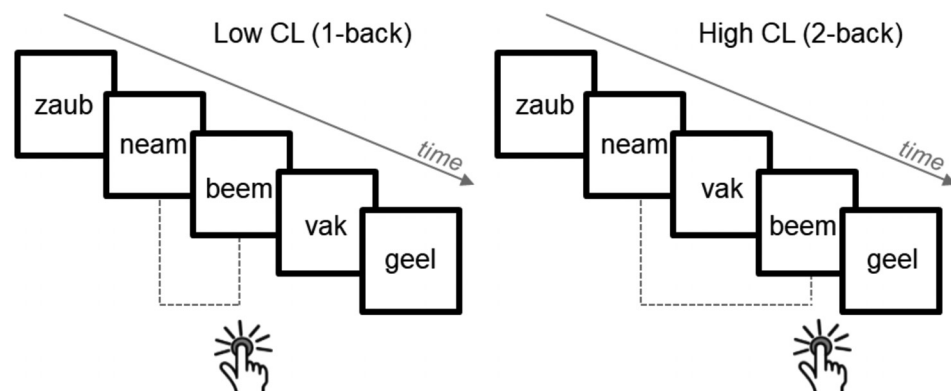 Low CL (1-back)
zaub
neam
beem
vak
geel
time
High CL (2-back)
zaub
neam
vak
beem
geel
time